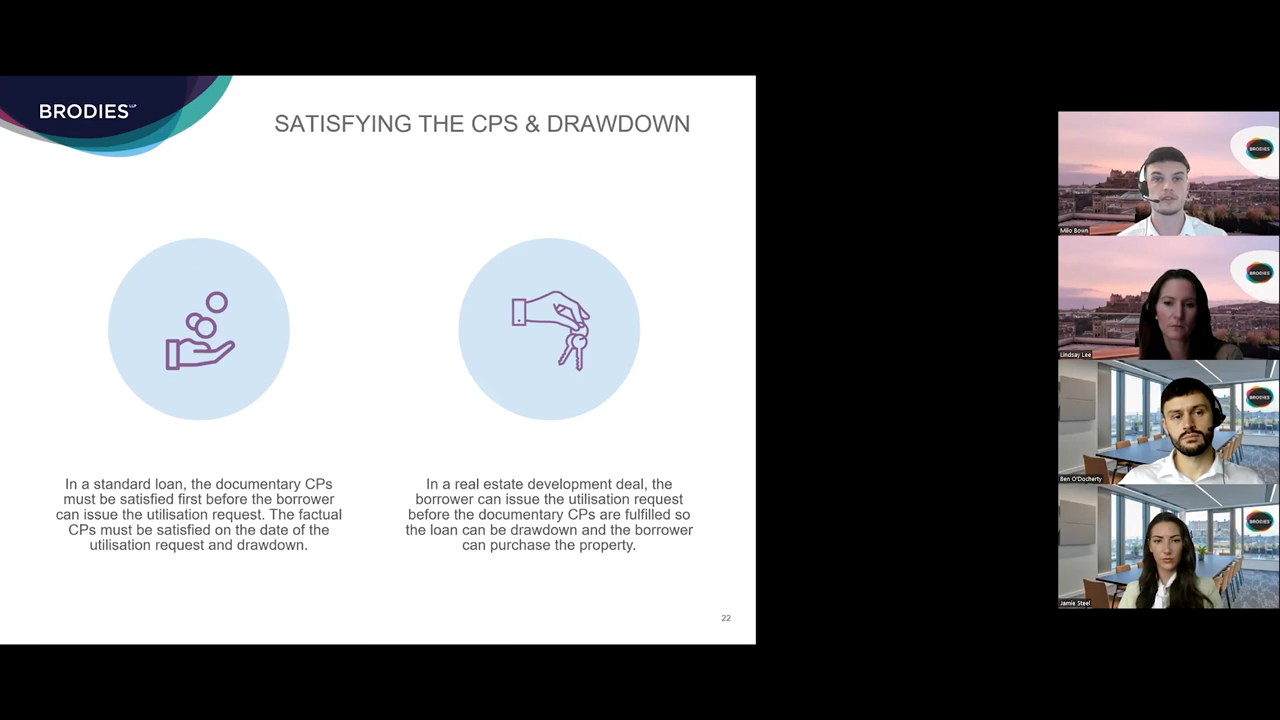 BRODIES LLP
SATISFYING THE CPS & DRAWDOWN
In a standard loan, the documentary CPs
must be satisfied first before the borrower
can issue the utilisation request. The factual
CPs must be satisfied on the date of the
utilisation request and drawdown.
In a real estate development deal, the
borrower can issue the utilisation request
before the documentary CPs are fulfilled so
the loan can be drawdown and the borrower
can purchase the property.
22
BRODIES
Milo Bown
BRODIES
Lindsay Lee
BRODIES
Ben O'Docherty
BRODIES
Jamie Steel